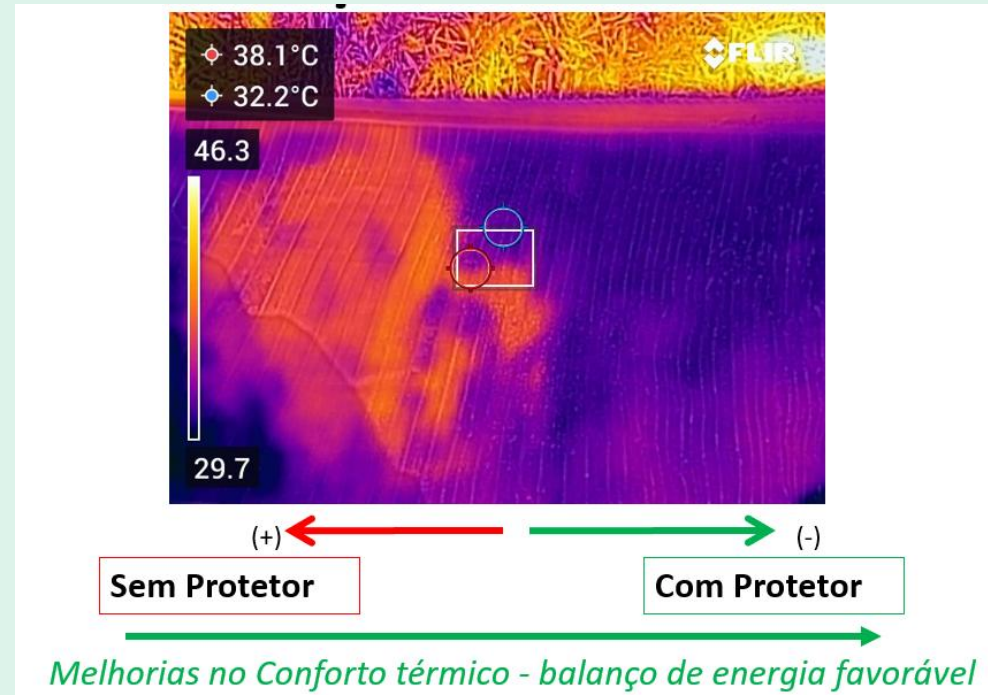 38.1°C
FLIR
32.2°C
46.3
29.7
(+)
(-)
Sem Protetor
Com Protetor
Melhorias no Conforto térmico - balanço de energia favorável